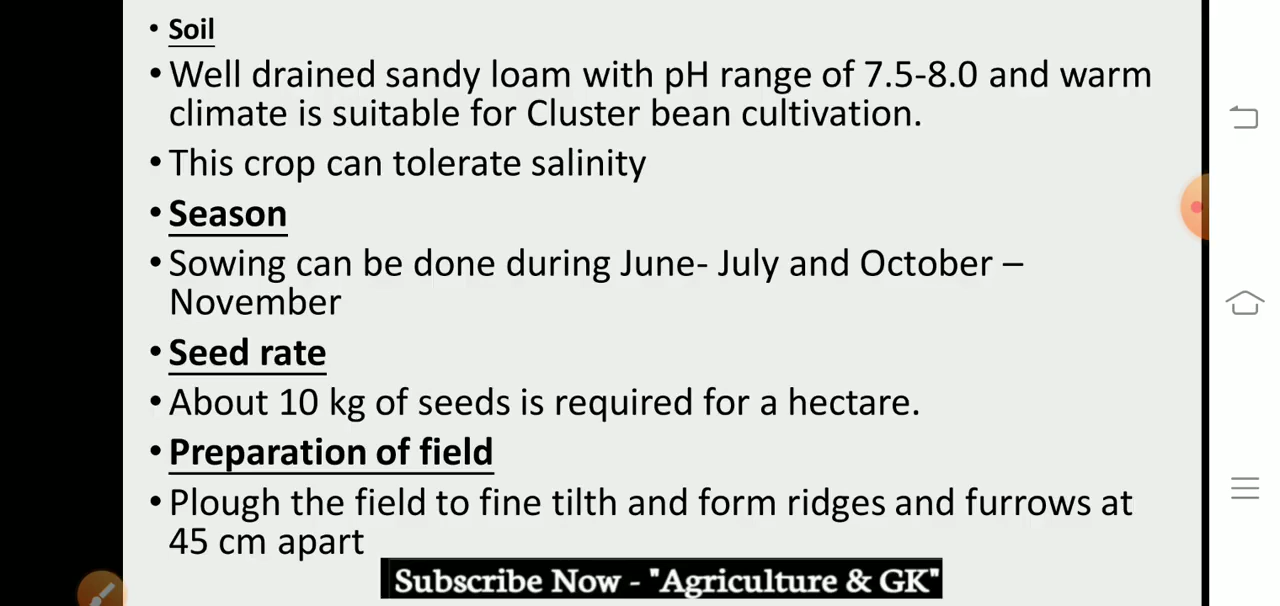 • Soil
• Well drained sandy loam with pH range of 7.5-8.0 and warm
climate is suitable for Cluster bean cultivation.
• This crop can tolerate salinity
• Season
• Sowing can be done during June- July and October –
November
• Seed rate
• About 10 kg of seeds is required for a hectare.
• Preparation of field
• Plough the field to fine tilth and form ridges and furrows at
45 cm apart
Subscribe Now - "Agriculture & GK"